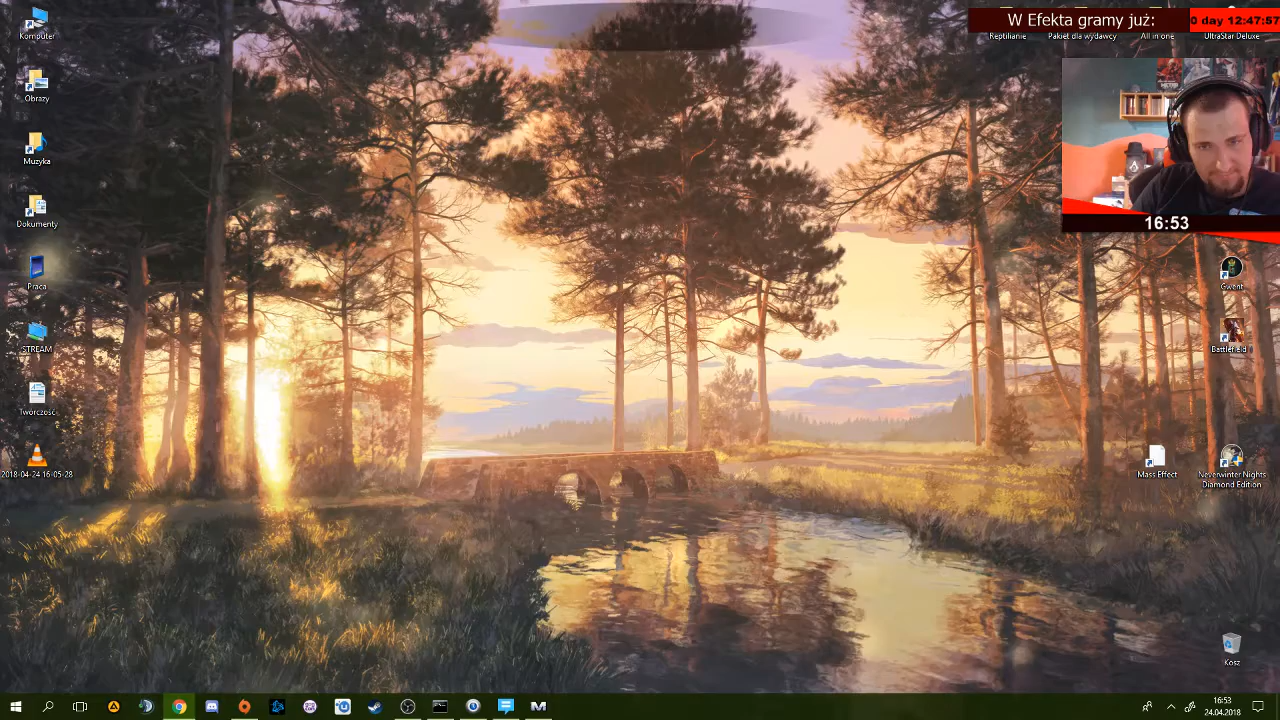 W Efekta gramy już:
0 day 12:47:57
Komputer
Reptilianie
Pakiet dla wydawcy
All in one
UltraStar Deluxe
Obrazy
Muzyka
Dokumenty
16:53
Praca
Gwent
STREAM
Battlefield
Twórczość
2018-04-24 16-05-28
Mass Effect
Neverwinter Nights
Diamond Edition
Kosz
16:53
24.04.2018